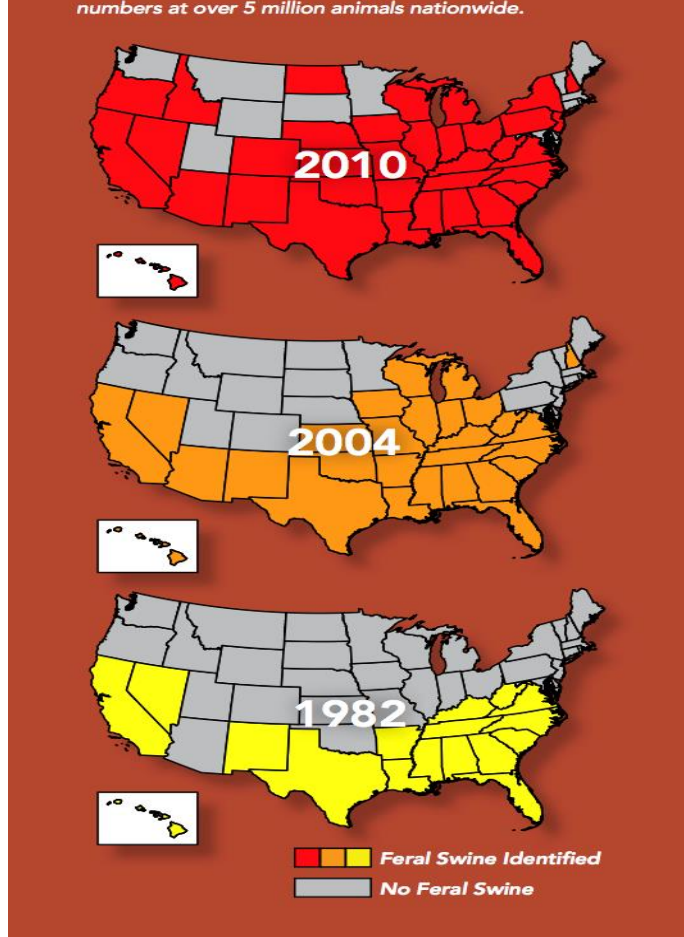 numbers at over 5 million animals nationwide.
2010
2004
1982
Feral Swine Identified
No Feral Swine